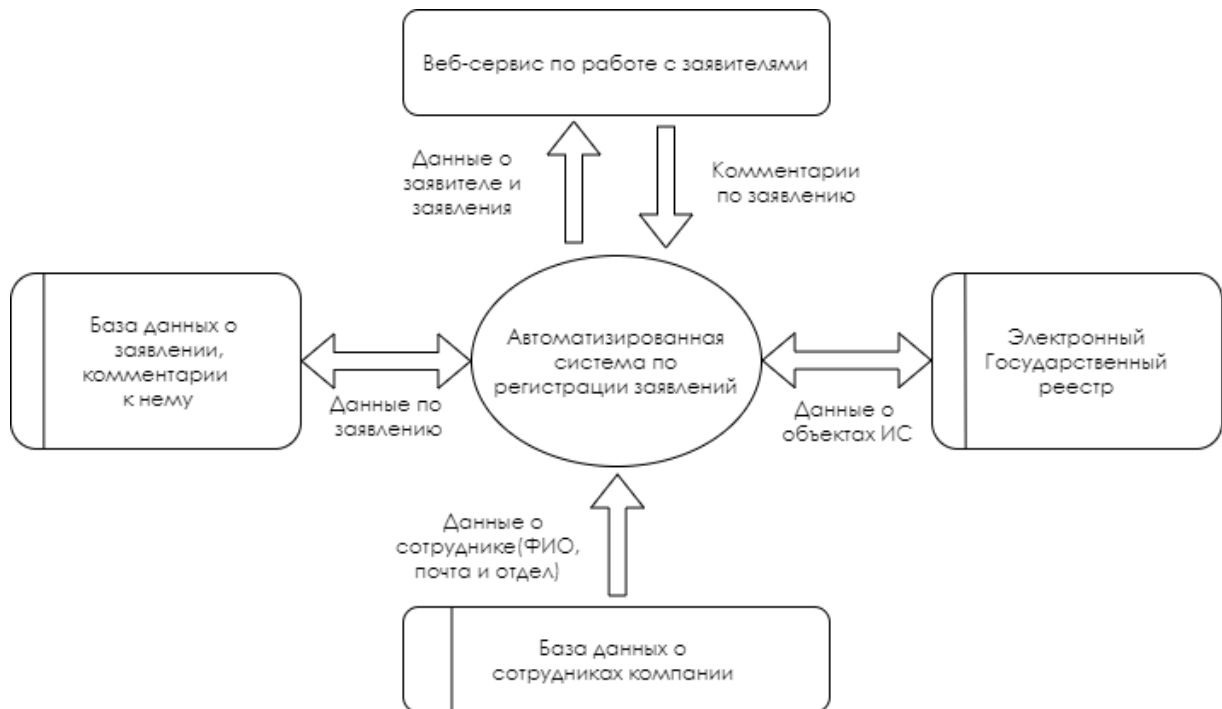 Веб-сервис по работе с заявителями
Данные о
заявителе и
заявления
Комментарии
по заявлению
База данных о
заявлении,
комментарии
к нему
Данные по
заявлению
Автоматизированная
система по
регистрации заявлений
Данные о
объектах ИС
Электронный
Государственный
реестр
Данные о
сотруднике(ФИО,
почта и отдел)
База данных о
сотрудниках компании